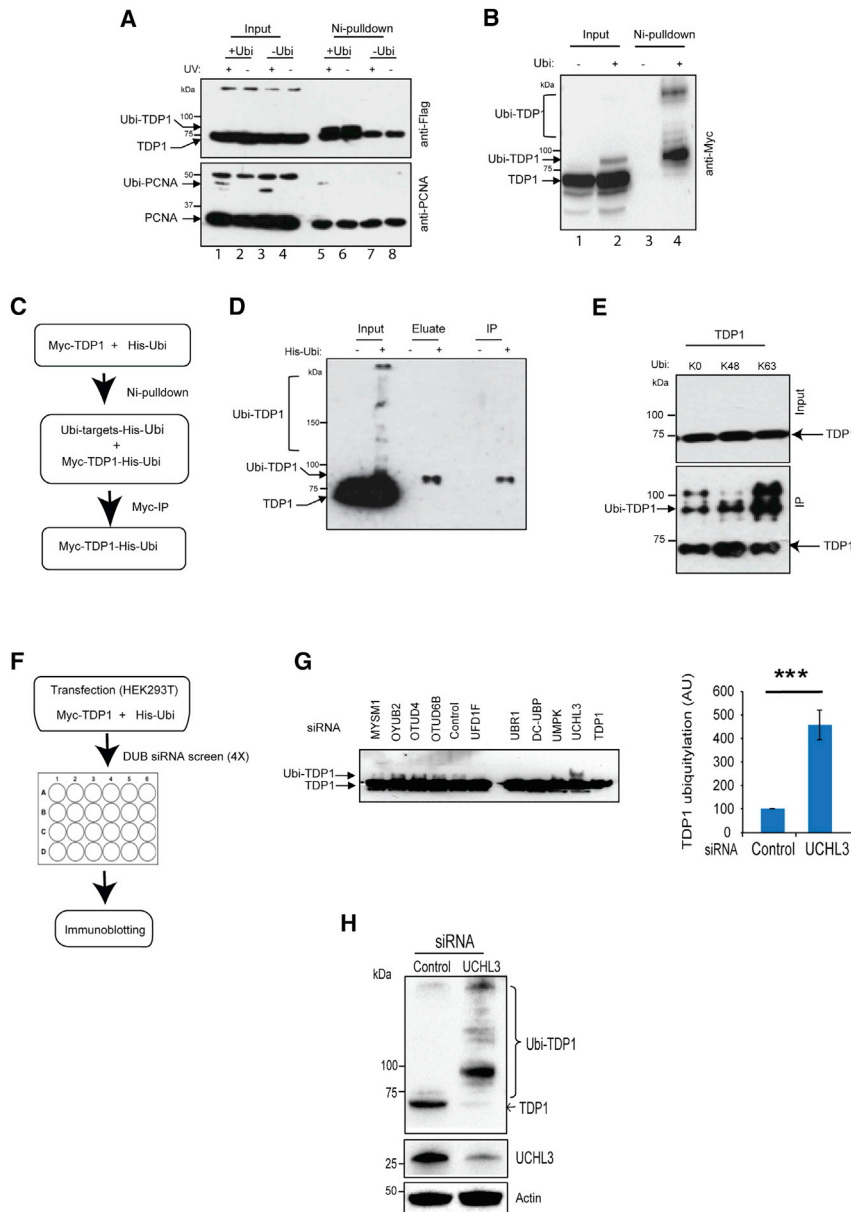 A
Input Ni-pulldown
+Ubi -Ubi +Ubi -Ubi
UV: + - + - + - + -
kDa
100
75
Ubi-TDP1
TDP1
anti-Flag
50
37
Ubi-PCNA
PCNA
anti-PCNA
1 2 3 4 5 6 7 8
B
Input Ni-pulldown
Ubi: - + - +
kDa
Ubi-TDP1
100
Ubi-TDP1
75
TDP1
anti-Myc
1 2 3 4
C
Myc-TDP1 + His-Ubi
Ni-pulldown
Ubi-targets-His-Ubi
+
Myc-TDP1-His-Ubi
Myc-IP
Myc-TDP1-His-Ubi
D
Input Eluate IP
His-Ubi: - + - + - +
kDa
Ubi-TDP1
150
100
Ubi-TDP1
75
TDP1
E
TDP1
Ubi: K0 K48 K63
kDa
100
75
TDP1
Input
100
Ubi-TDP1
75
TDP1
IP
F
Transfection (HEK293T)
Myc-TDP1 + His-Ubi
DUB siRNA screen (4X)
1 2 3 4 5 6
A
B
C
D
Immunoblotting
G
siRNA
MYSM1 OYUB2 OTUD4 OTUD6B Control UFD1F UBR1 DC-UBP UMPK UCHL3 TDP1
Ubi-TDP1
TDP1
***
TDP1 ubiquitylation (AU)
600
500
400
300
200
100
0
siRNA Control UCHL3
H
siRNA
Control UCHL3
kDa
100
75
Ubi-TDP1
TDP1
25
UCHL3
50
Actin